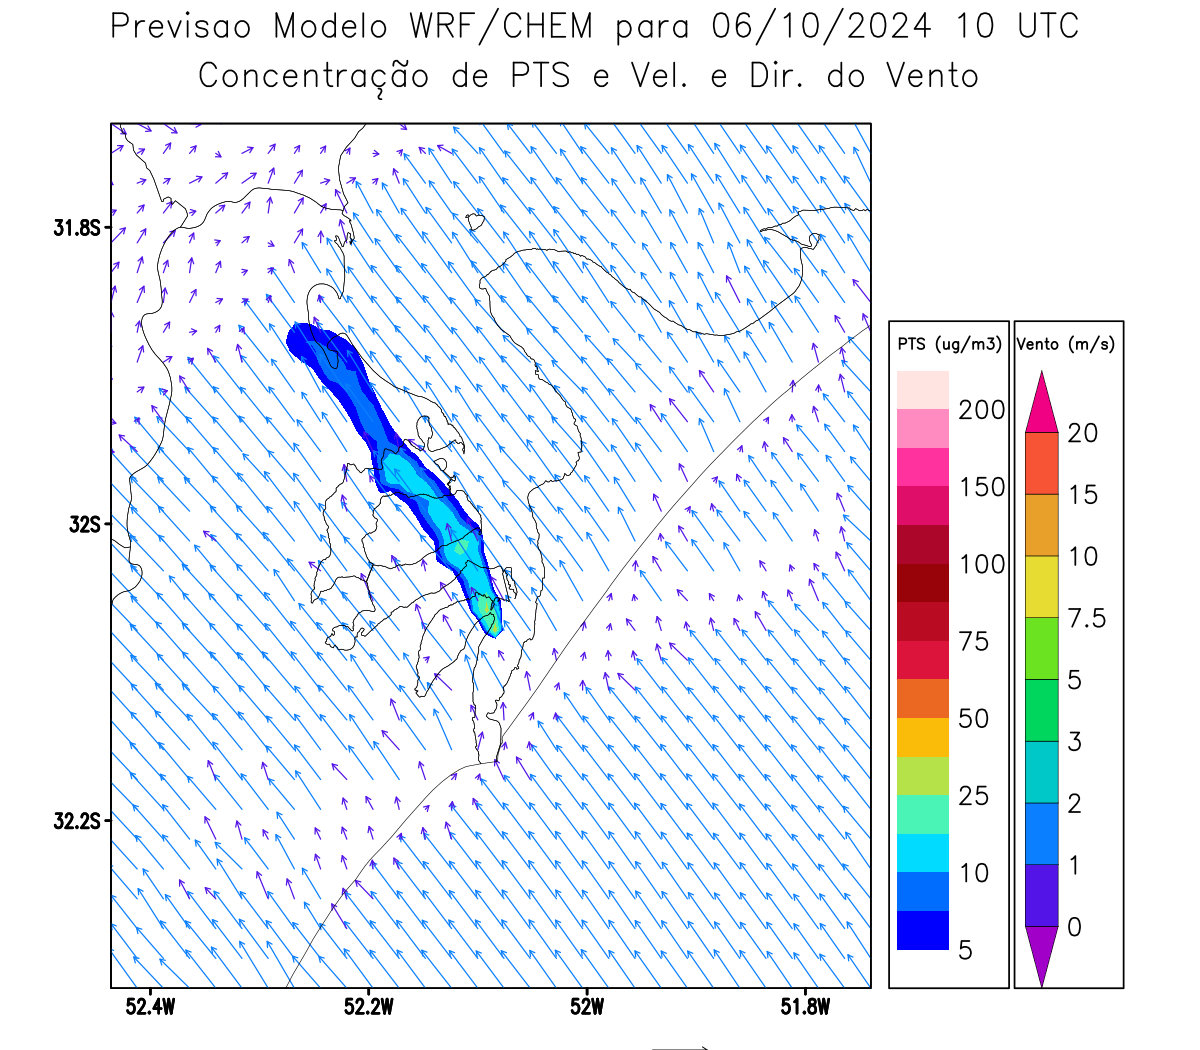 Previsao Modelo WRF/CHEM para 06/10/2024 10 UTC
Concentração de PTS e Vel. e Dir. do Vento
31.8S
32S
32.2S
52.4W 52.2W 52W 51.8W
PTS (ug/m3)
200
150
100
75
50
25
10
5
Vento (m/s)
20
15
10
7.5
5
3
2
1
0